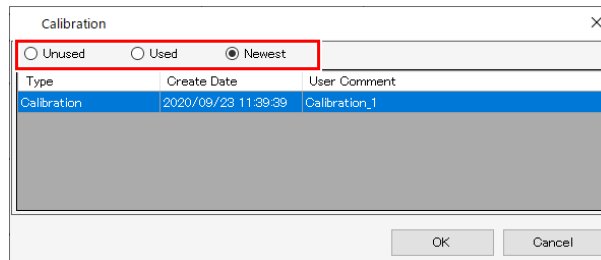 Calibration
Unused Used Newest
Type Create Date User Comment
Calibration 2020/09/23 11:39:39 Calibration_1
OK Cancel